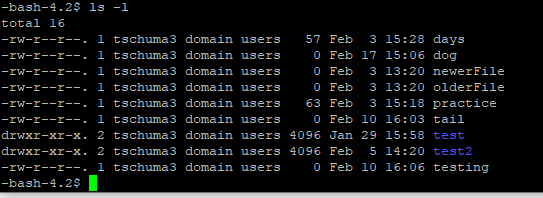 -bash-4.2$ ls -l
total 16
-rw-r--r--. 1 tschuma3 domain users   57 Feb  3 15:28 days
-rw-r--r--. 1 tschuma3 domain users    0 Feb 17 15:06 dog
-rw-r--r--. 1 tschuma3 domain users    0 Feb  3 13:20 newerFile
-rw-r--r--. 1 tschuma3 domain users    0 Feb  3 13:20 olderFile
-rw-r--r--. 1 tschuma3 domain users   63 Feb  3 15:18 practice
-rw-r--r--. 1 tschuma3 domain users    0 Feb 10 16:03 tail
drwxr-xr-x. 2 tschuma3 domain users 4096 Jan 29 15:58 test
drwxr-xr-x. 2 tschuma3 domain users 4096 Feb  5 14:20 test2
-rw-r--r--. 1 tschuma3 domain users    0 Feb 10 16:06 testing
-bash-4.2$